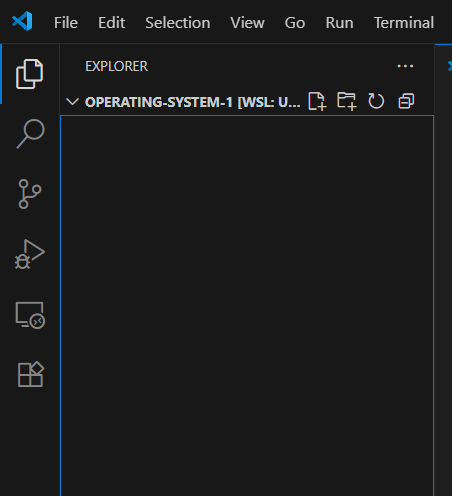 File Edit Selection View Go Run Terminal
EXPLORER
OPERATING-SYSTEM-1 [WSL: U...